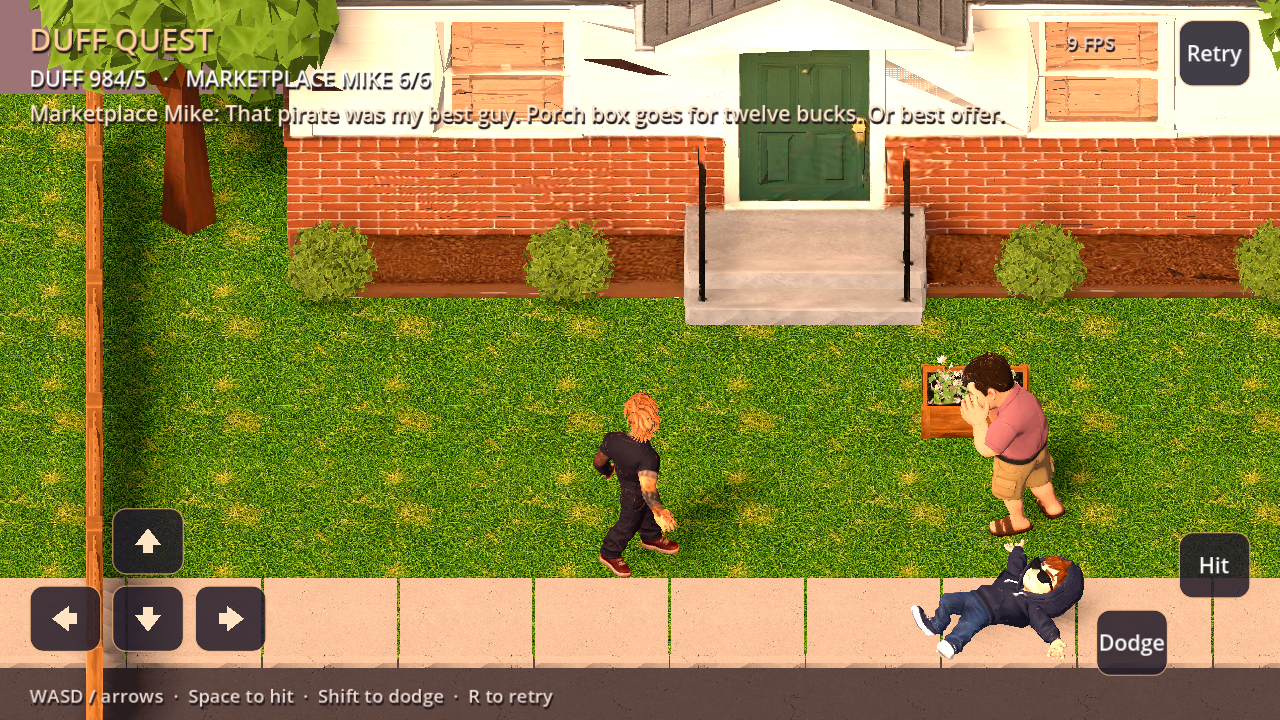 DUFF QUEST
9 FPS
Retry
DUFF 984/5 · MARKETPLACE MIKE 6/6
Marketplace Mike: That pirate was my best guy. Porch box goes for twelve bucks. Or best offer.
Hit
Dodge
WASD / arrows · Space to hit · Shift to dodge · R to retry